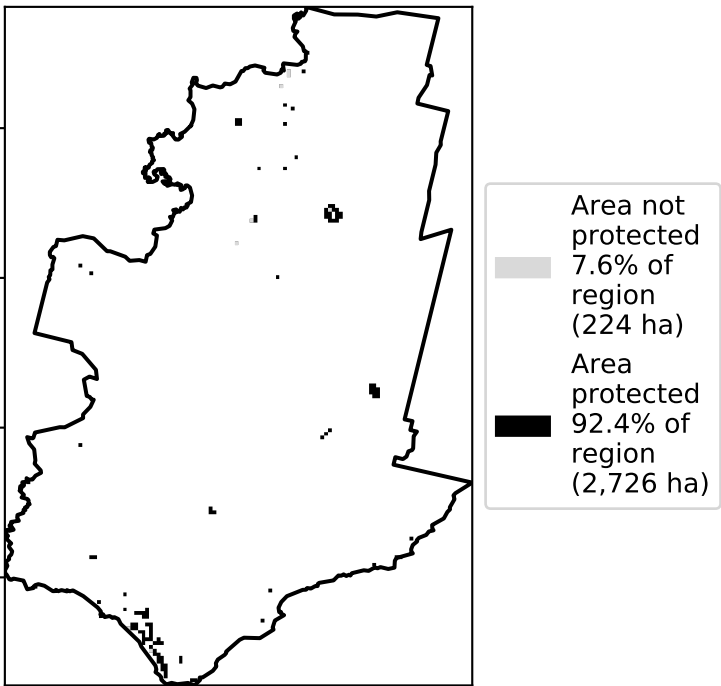 Area not
protected
7.6% of
region
(224 ha)
Area
protected
92.4% of
region
(2,726 ha)